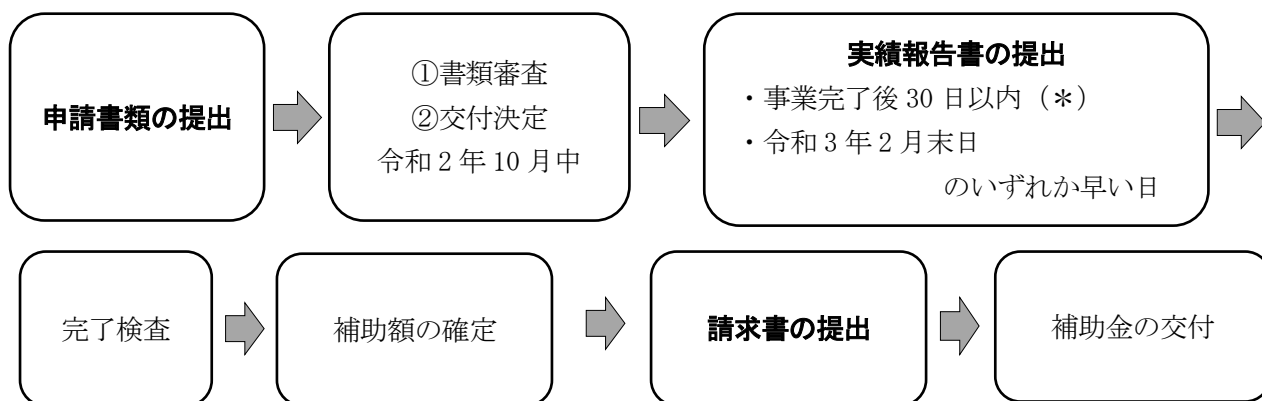 申請書類の提出
①書類審査
②交付決定
令和２年 10 月中
実績報告書の提出
・事業完了後 30 日以内（＊）
・令和３年２月末日
のいずれか早い日
完了検査
補助額の確定
請求書の提出
補助金の交付